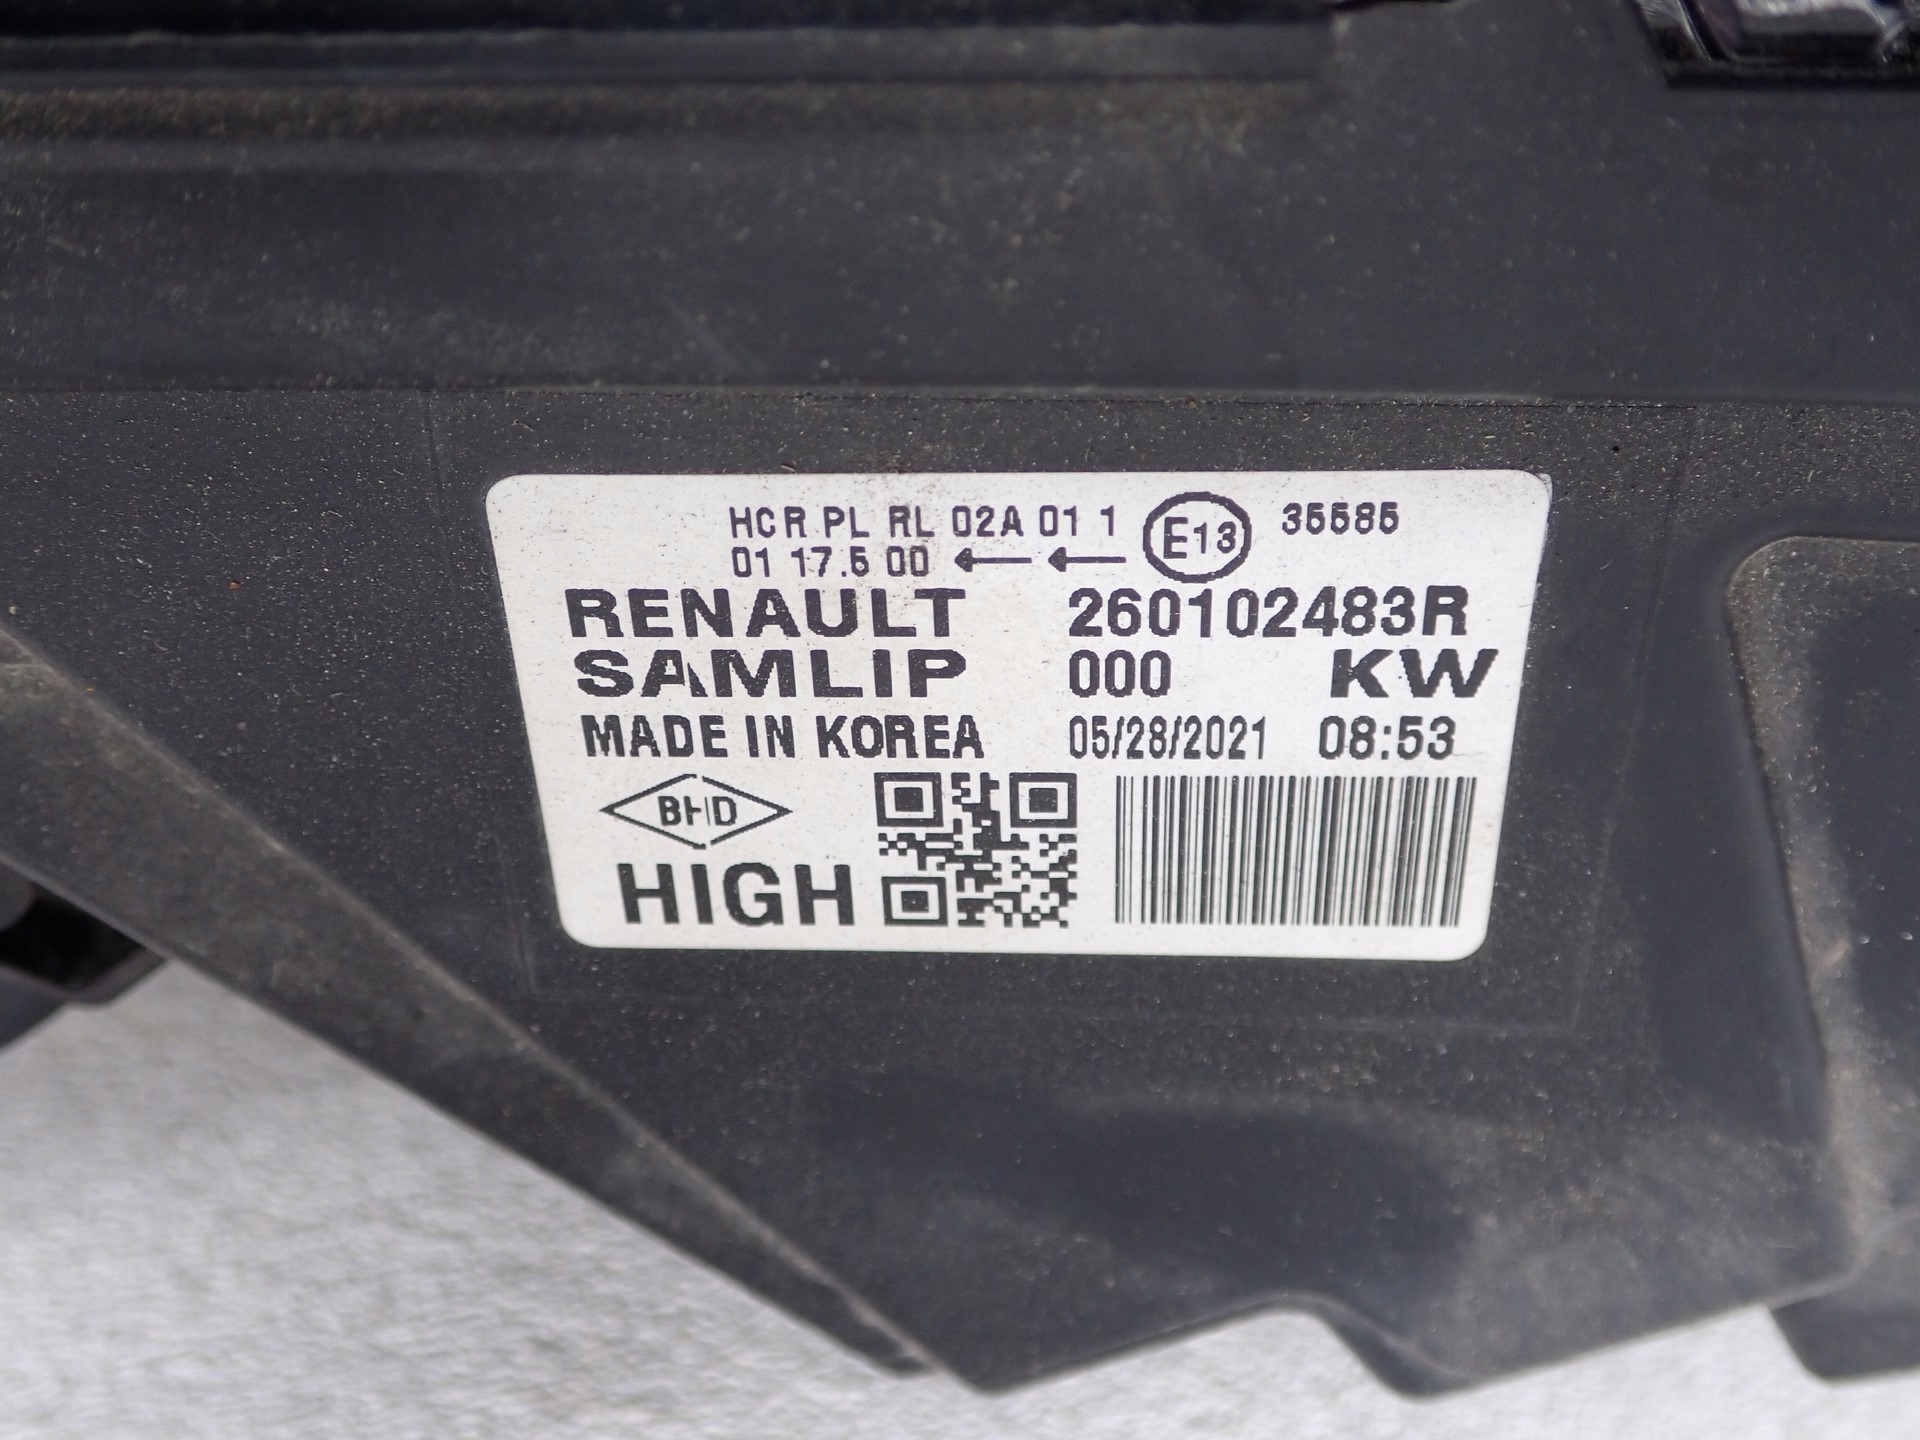 HCR PL RL 02A 01 1 E13 35585
01 17.5 00 ← ←
RENAULT 260102483R
SAMLIP 000 KW
MADE IN KOREA 05/28/2021 08:53
BHD
HIGH